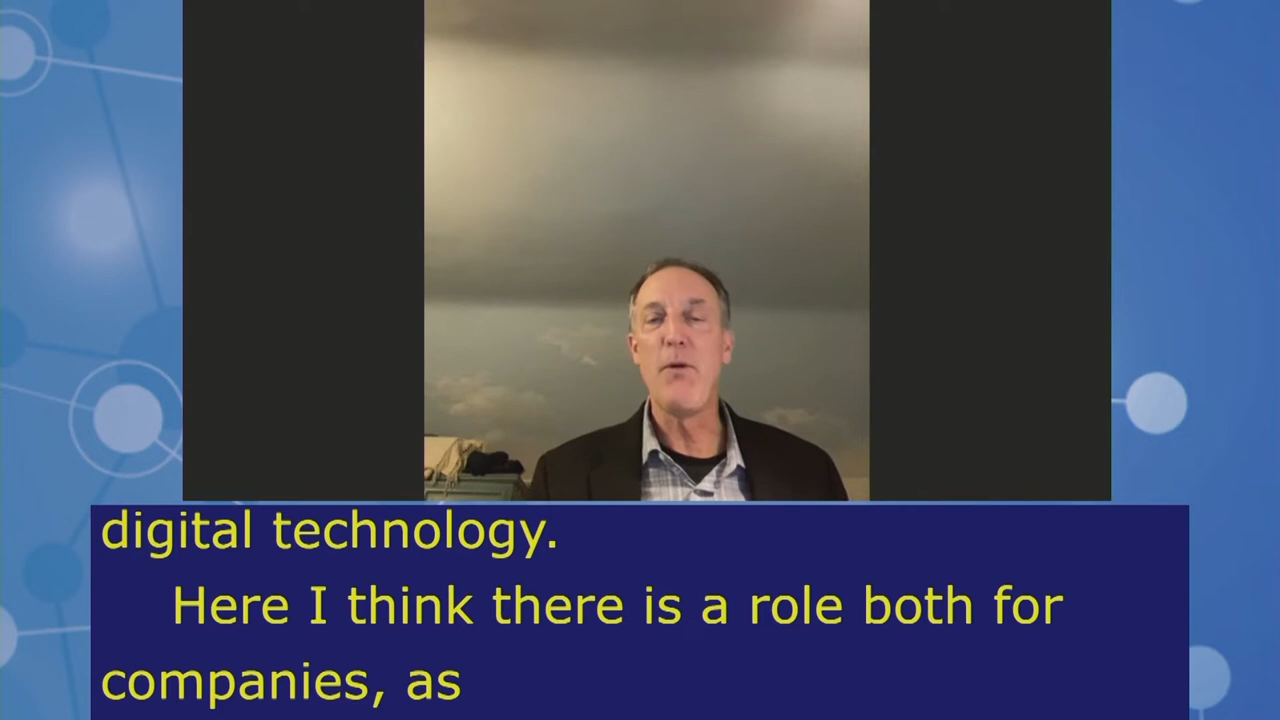 digital technology.
Here I think there is a role both for
companies, as